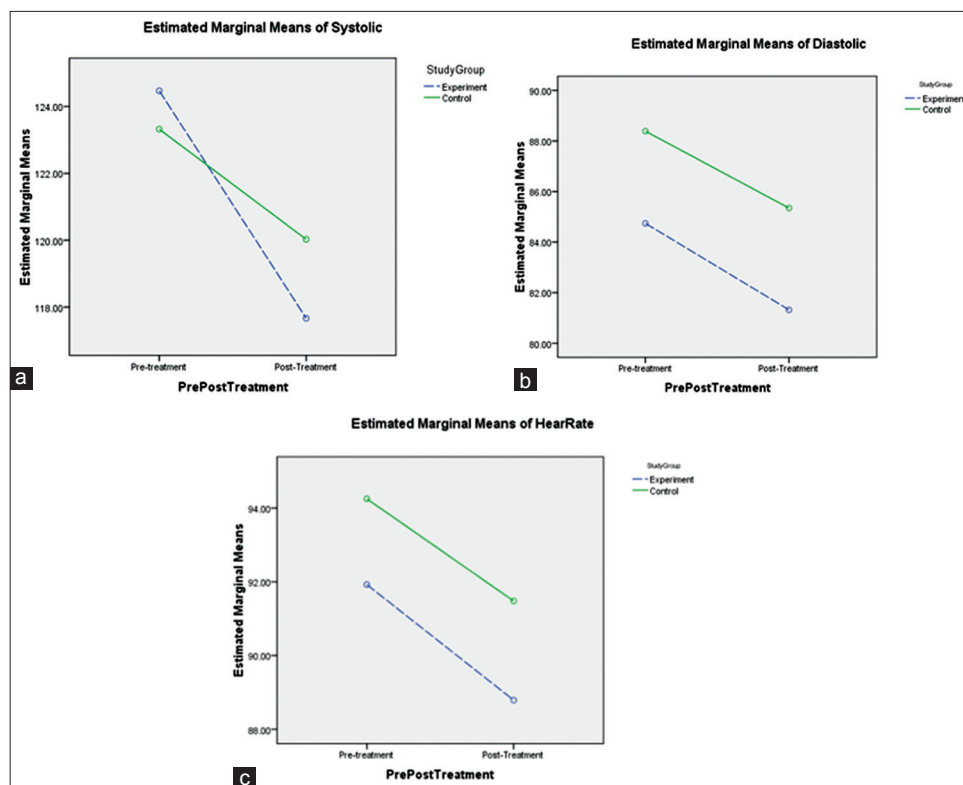 Estimated Marginal Means of Systolic
StudyGroup
Experiment
Control
124.00
122.00
120.00
118.00
Estimated Marginal Means
Pre-treatment
Post-Treatment
PrePostTreatment
a
Estimated Marginal Means of Diastolic
StudyGroup
Experiment
Control
90.00
88.00
86.00
84.00
82.00
80.00
Estimated Marginal Means
Pre-treatment
Post-Treatment
PrePostTreatment
b
Estimated Marginal Means of HearRate
StudyGroup
Experiment
Control
94.00
92.00
90.00
88.00
Estimated Marginal Means
Pre-treatment
Post-Treatment
PrePostTreatment
c